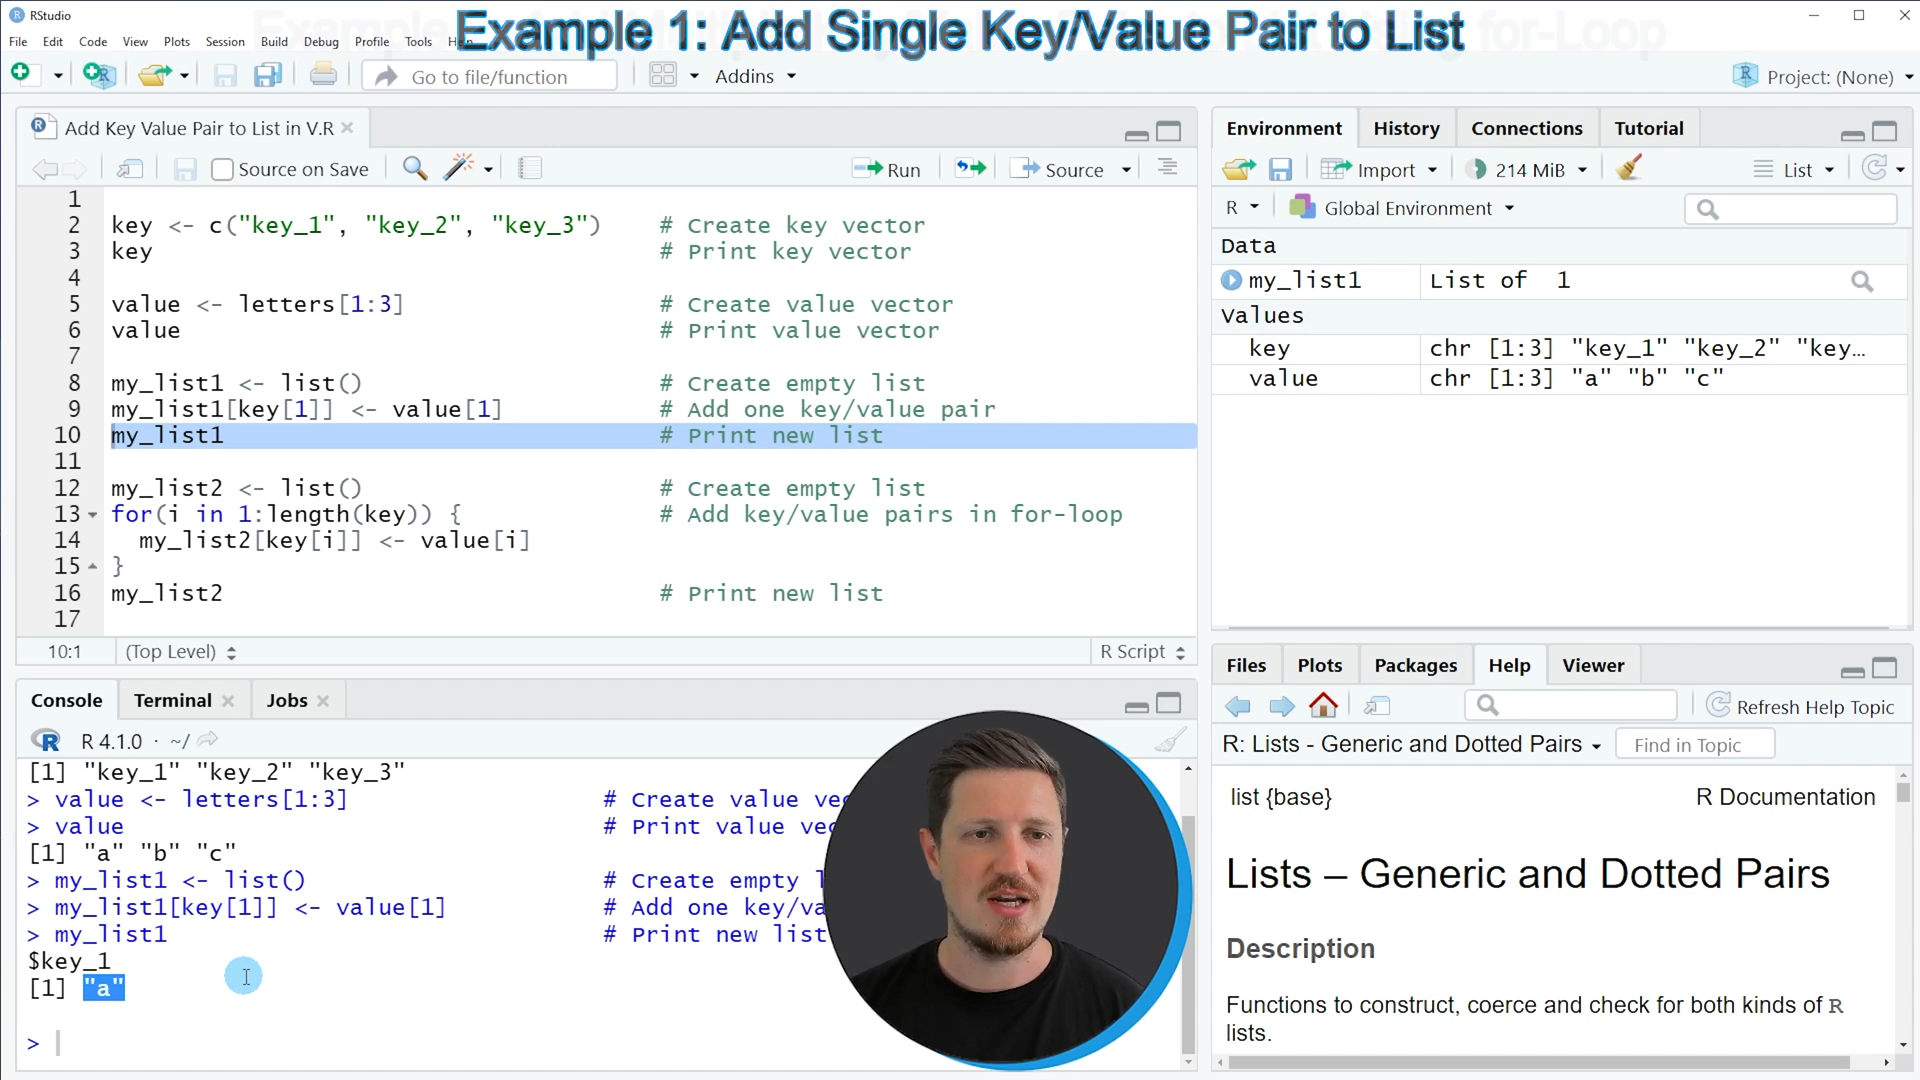 RStudio
Example 1: Add Single Key/Value Pair to List
File Edit Code View Plots Session Build Debug Profile Tools
Go to file/function
Addins
Project: (None)
Add Key Value Pair to List in V.R
Source on Save
Run
Source
1
2 key <- c("key_1", "key_2", "key_3") # Create key vector
3 key # Print key vector
4
5 value <- letters[1:3] # Create value vector
6 value # Print value vector
7
8 my_list1 <- list() # Create empty list
9 my_list1[key[1]] <- value[1] # Add one key/value pair
10 my_list1 # Print new list
11
12 my_list2 <- list() # Create empty list
13 for(i in 1:length(key)) { # Add key/value pairs in for-loop
14 my_list2[key[i]] <- value[i]
15 }
16 my_list2 # Print new list
17
10:1 (Top Level) R Script
Console Terminal Jobs
R 4.1.0 · ~/
[1] "key_1" "key_2" "key_3"
> value <- letters[1:3] # Create value vec
> value # Print value vec
[1] "a" "b" "c"
> my_list1 <- list() # Create empty l
> my_list1[key[1]] <- value[1] # Add one key/va
> my_list1 # Print new list
$key_1
[1] "a"
>
Environment History Connections Tutorial
Import 214 MiB List
R Global Environment
Data
my_list1 List of 1
Values
key chr [1:3] "key_1" "key_2" "key…
value chr [1:3] "a" "b" "c"
Files Plots Packages Help Viewer
Refresh Help Topic
R: Lists - Generic and Dotted Pairs Find in Topic
list {base} R Documentation
Lists – Generic and Dotted Pairs
Description
Functions to construct, coerce and check for both kinds of R
lists.